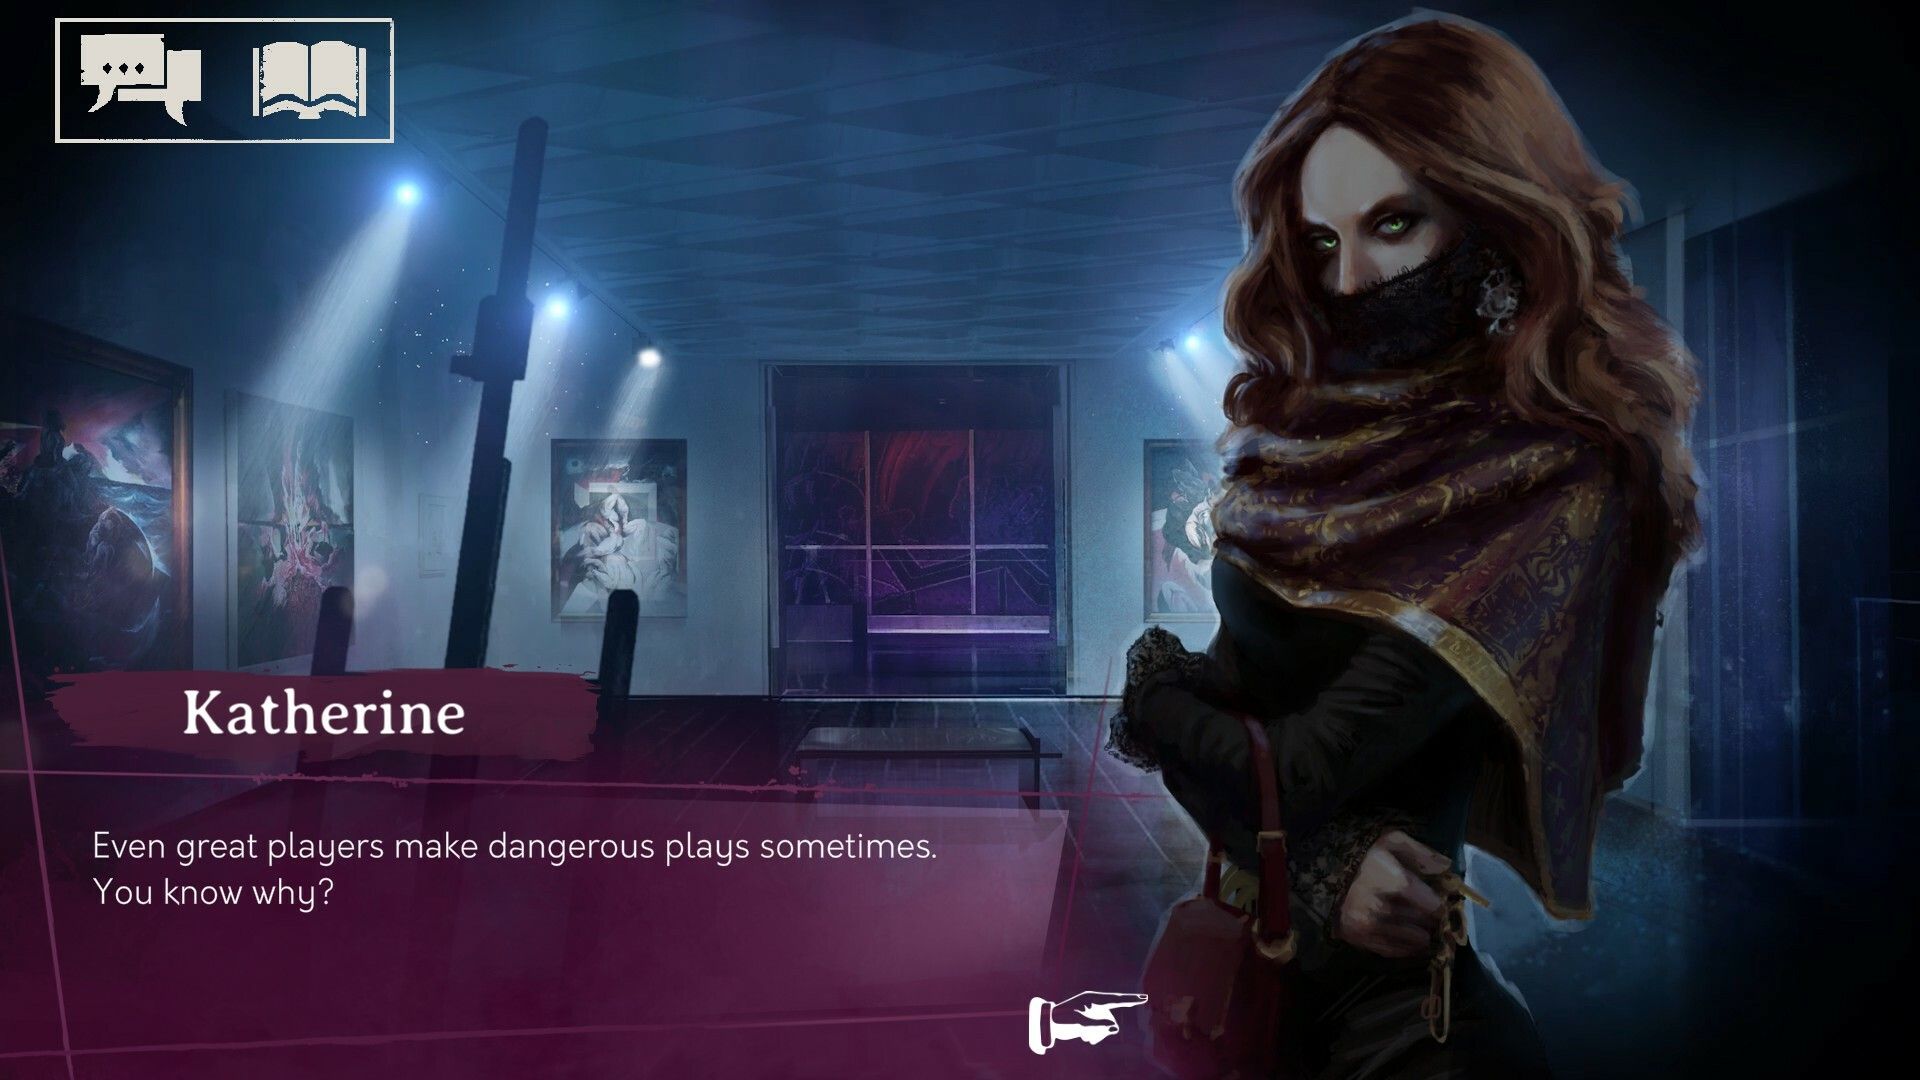 Katherine
Even great players make dangerous plays sometimes.
You know why?